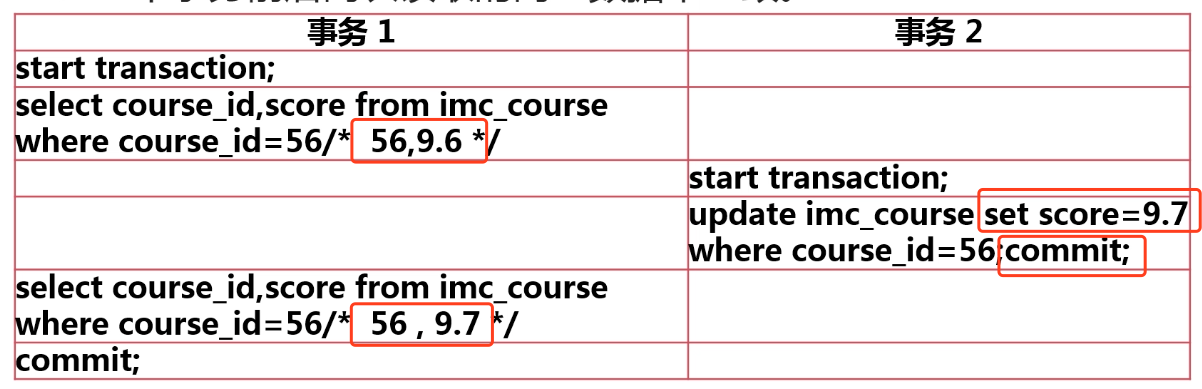 事务 1
事务 2
start transaction;
select course_id,score from imc_course
where course_id=56/*  56,9.6 */
start transaction;
update imc_course set score=9.7
where course_id=56;commit;
select course_id,score from imc_course
where course_id=56/*  56 , 9.7 */
commit;